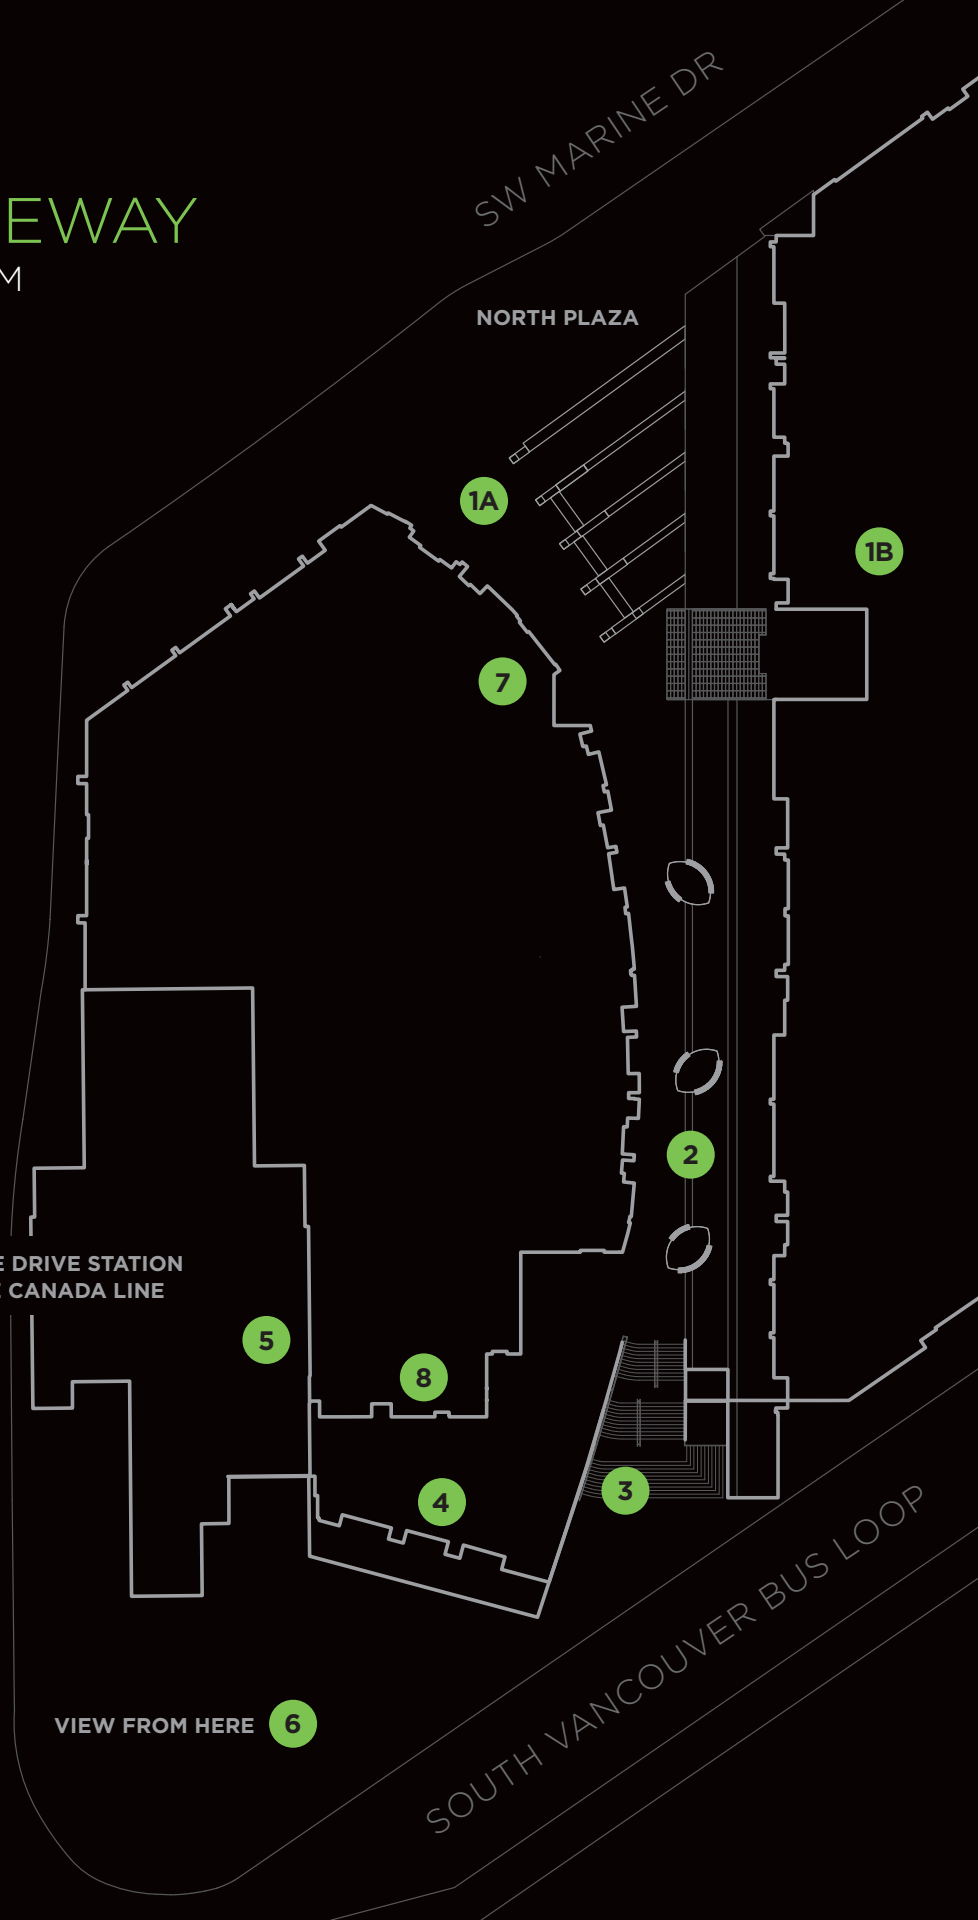 SW MARINE DR
EWAY
M
NORTH PLAZA
1A
1B
7
2
E DRIVE STATION
E CANADA LINE
5
8
3
4
SOUTH VANCOUVER BUS LOOP
VIEW FROM HERE 6